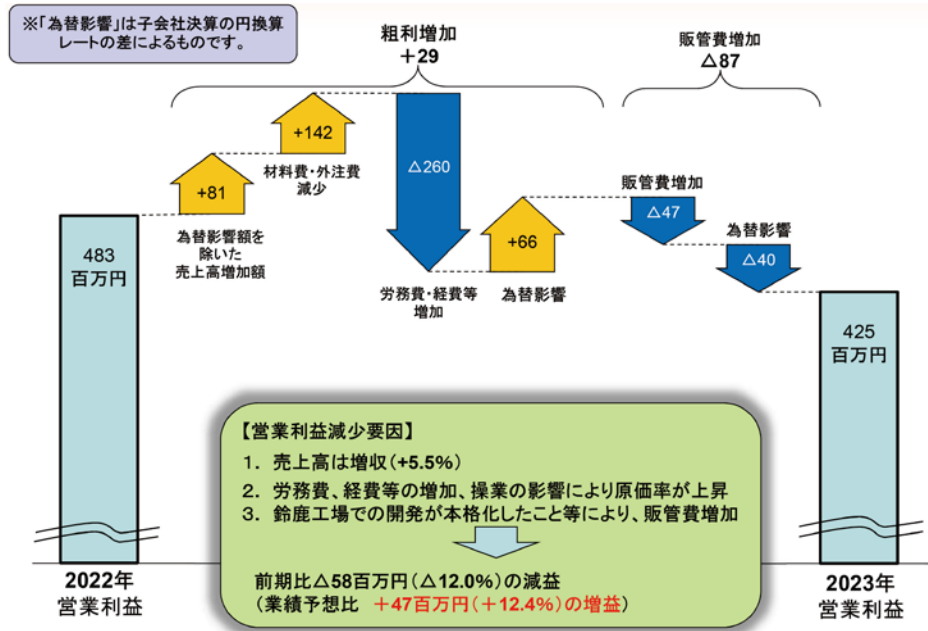 ※「為替影響」は子会社決算の円換算
レートの差によるものです。
粗利増加
+29
販管費増加
△87
+142
材料費・外注費
減少
+81
為替影響額を
除いた
売上高増加額
△260
労務費・経費等
増加
+66
為替影響
販管費増加
△47
為替影響
△40
483
百万円
425
百万円
【営業利益減少要因】
1. 売上高は増収(+5.5%)
2. 労務費、経費等の増加、操業の影響により原価率が上昇
3. 鈴鹿工場での開発が本格化したこと等により、販管費増加
前期比△58百万円(△12.0%)の減益
(業績予想比 +47百万円(+12.4%)の増益)
2022年
営業利益
2023年
営業利益